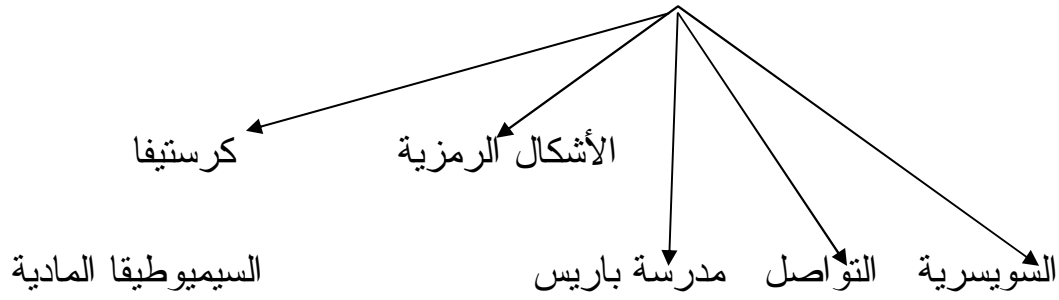 الأشكال الرمزية كرستيفا
السويسرية التواصل مدرسة باريس السيميوطيقا المادية